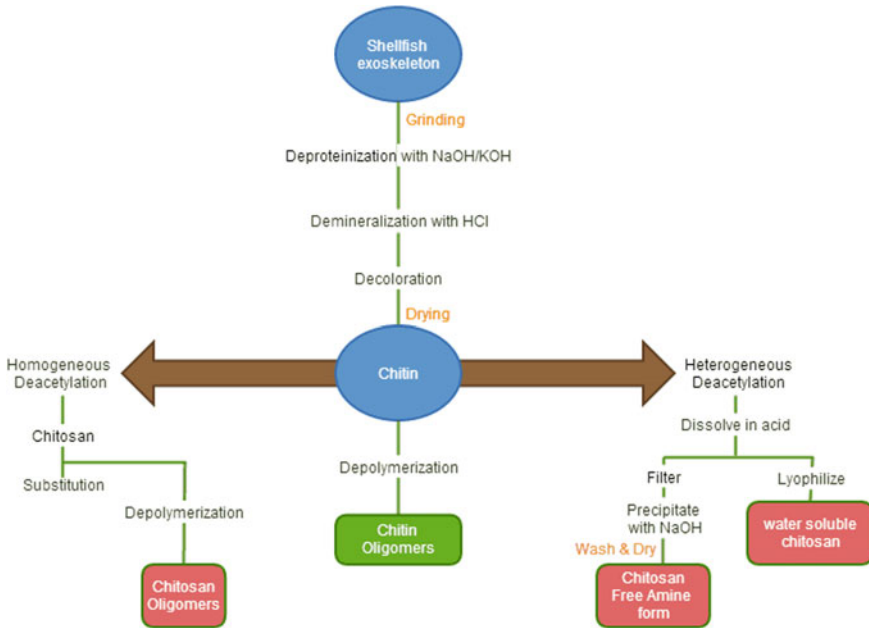 Shellfish
exoskeleton
Grinding
Deproteinization with NaOH/KOH
Demineralization with HCl
Decoloration
Drying
Chitin
Homogeneous
Deacetylation
Chitosan
Substitution
Depolymerization
Chitosan
Oligomers
Depolymerization
Chitin
Oligomers
Heterogeneous
Deacetylation
Dissolve in acid
Filter
Precipitate
with NaOH
Wash & Dry
Chitosan
Free Amine
form
Lyophilize
water soluble
chitosan